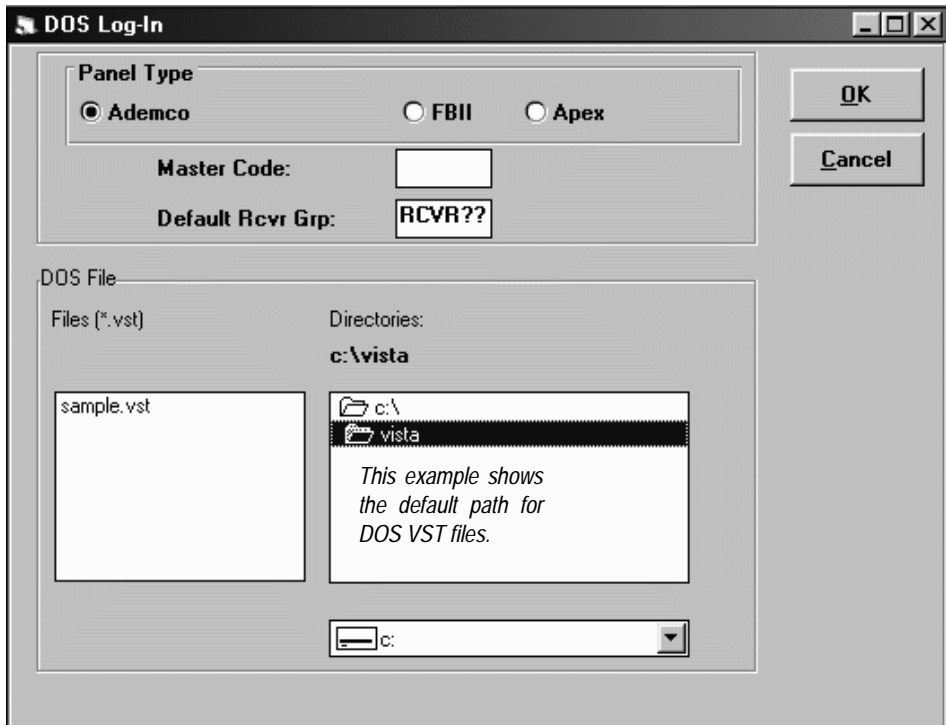 DOS Log-In
Panel Type
Ademco
FBII
Apex
OK
Cancel
Master Code:
Default Rcvr Grp:
RCVR??
DOS File
Files (*.vst)
Directories:
c:\vista
sample.vst
c:\
vista
This example shows
the default path for
DOS VST files.
c: